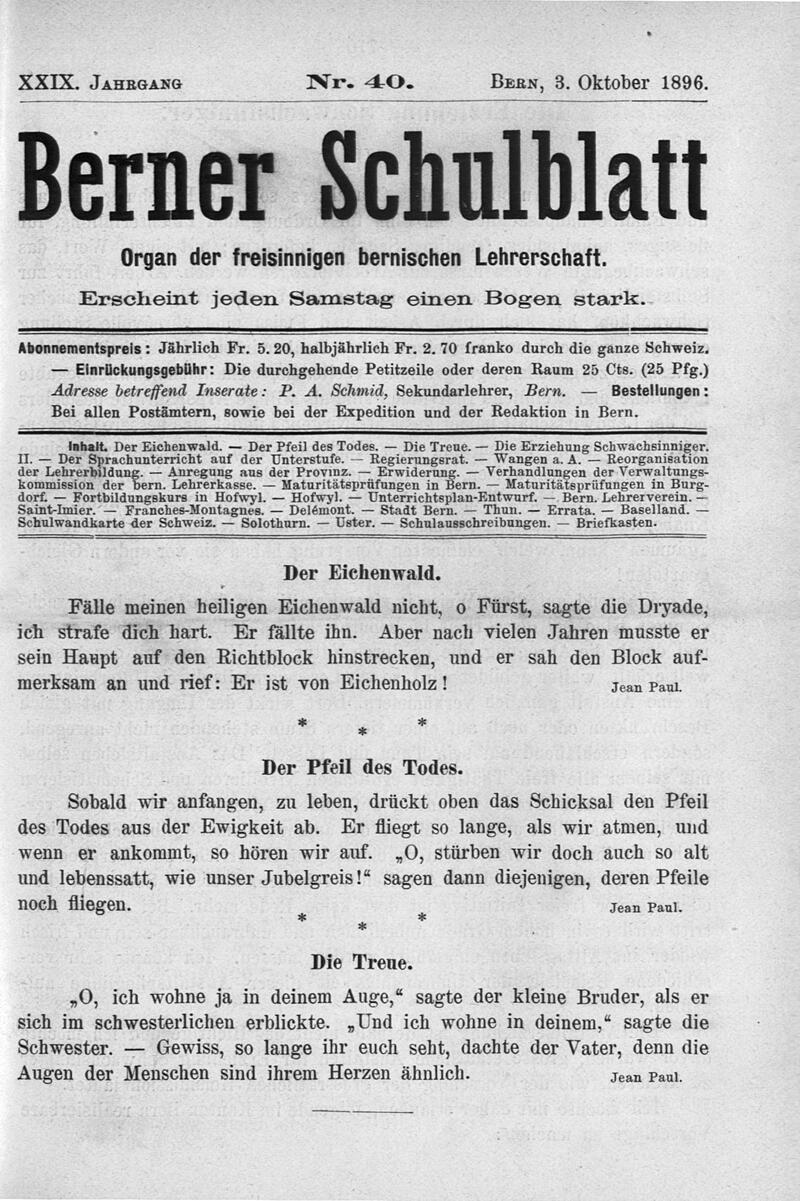 XXIX. JAHRGANG Nr. 40. BERN, 3. Oktober 1896.
Berner Schulblatt
Organ der freisinnigen bernischen Lehrerschaft.
Erscheint jeden Samstag einen Bogen stark.
Abonnementspreis: Jährlich Fr. 5. 20, halbjährlich Fr. 2. 70 franko durch die ganze Schweiz.
— Einrückungsgebühr: Die durchgehende Petitzeile oder deren Raum 25 Cts. (25 Pfg.)
Adresse betreffend Inserate: P. A. Schmid, Sekundarlehrer, Bern. — Bestellungen:
Bei allen Postämtern, sowie bei der Expedition und der Redaktion in Bern.
Inhalt. Der Eichenwald. — Der Pfeil des Todes. — Die Treue. — Die Erziehung Schwachsinniger.
II. — Der Sprachunterricht auf der Unterstufe. — Regierungsrat. — Wangen a. A. — Reorganisation
der Lehrerbildung. — Anregung aus der Provinz. — Erwiderung. — Verhandlungen der Verwaltungs-
kommission der bern. Lehrerkasse. — Maturitätsprüfungen in Bern. — Maturitätsprüfungen in Burg-
dorf. — Fortbildungskurs in Hofwyl. — Hofwyl. — Unterrichtsplan-Entwurf. — Bern. Lehrerverein. —
Saint-Imier. — Franches-Montagnes. — Delémont. — Stadt Bern. — Thun. — Errata. — Baselland. —
Schulwandkarte der Schweiz. — Solothurn. — Uster. — Schulausschreibungen. — Briefkasten.
Der Eichenwald.
Fälle meinen heiligen Eichenwald nicht, o Fürst, sagte die Dryade,
ich strafe dich hart. Er fällte ihn. Aber nach vielen Jahren musste er
sein Haupt auf den Richtblock hinstrecken, und er sah den Block auf-
merksam an und rief: Er ist von Eichenholz! Jean Paul.
* * *
Der Pfeil des Todes.
Sobald wir anfangen, zu leben, drückt oben das Schicksal den Pfeil
des Todes aus der Ewigkeit ab. Er fliegt so lange, als wir atmen, und
wenn er ankommt, so hören wir auf. „O, stürben wir doch auch so alt
und lebenssatt, wie unser Jubelgreis!“ sagen dann diejenigen, deren Pfeile
noch fliegen. Jean Paul.
* * *
Die Treue.
„O, ich wohne ja in deinem Auge,“ sagte der kleine Bruder, als er
sich im schwesterlichen erblickte. „Und ich wohne in deinem,“ sagte die
Schwester. — Gewiss, so lange ihr euch seht, dachte der Vater, denn die
Augen der Menschen sind ihrem Herzen ähnlich. Jean Paul.